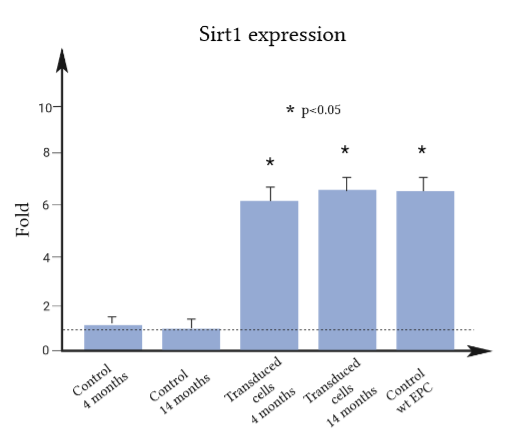 Sirt1 expression
10
* p<0.05
8
* * *
6
Fold
4
2
0
Control
4 months
Control
14 months
Transduced
cells
4 months
Transduced
cells
14 months
Control
wt EPC